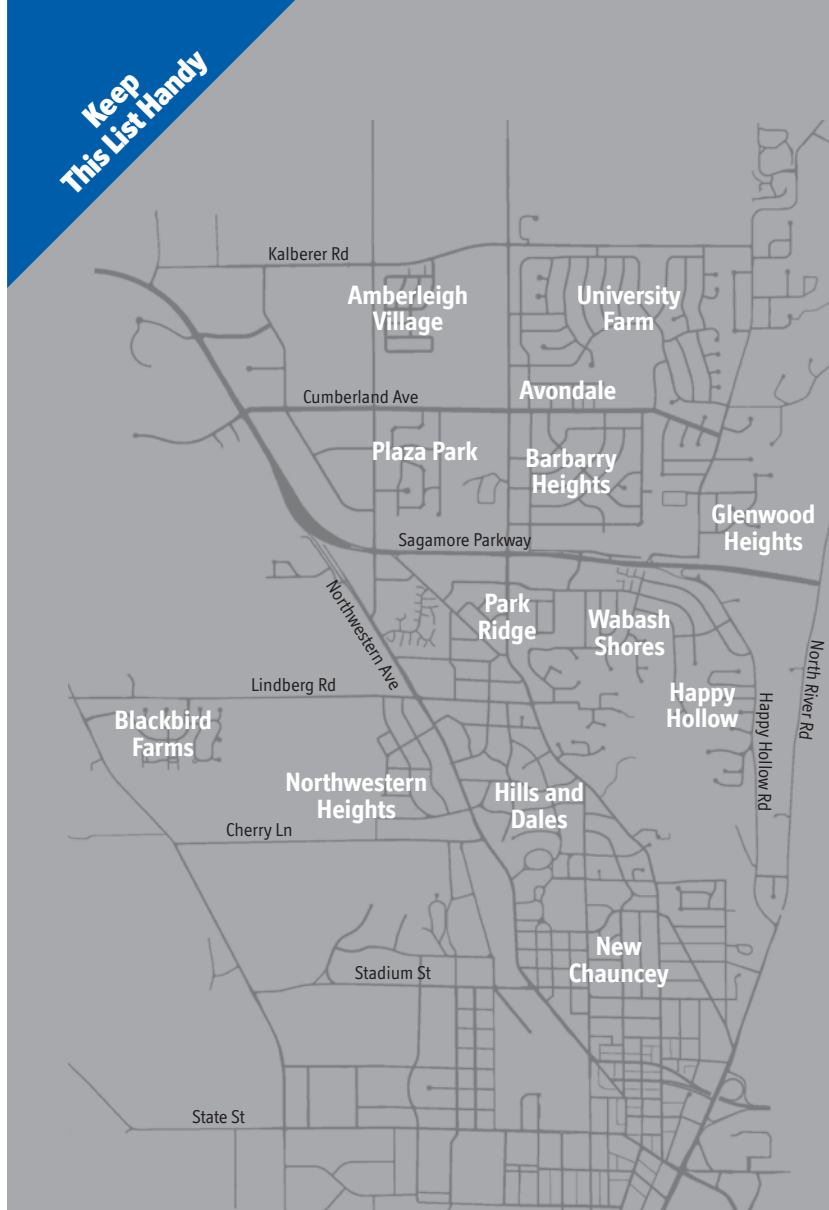 Keep
This List Handy
Kalberer Rd
Amberleigh
Village
University
Farm
Avondale
Cumberland Ave
Plaza Park
Barbarry
Heights
Glenwood
Heights
Sagamore Parkway
Northwestern Ave
Park
Ridge
Wabash
Shores
North River Rd
Lindberg Rd
Happy
Hollow
Happy Hollow Rd
Blackbird
Farms
Northwestern
Heights
Hills and
Dales
Cherry Ln
New
Chauncey
Stadium St
State St